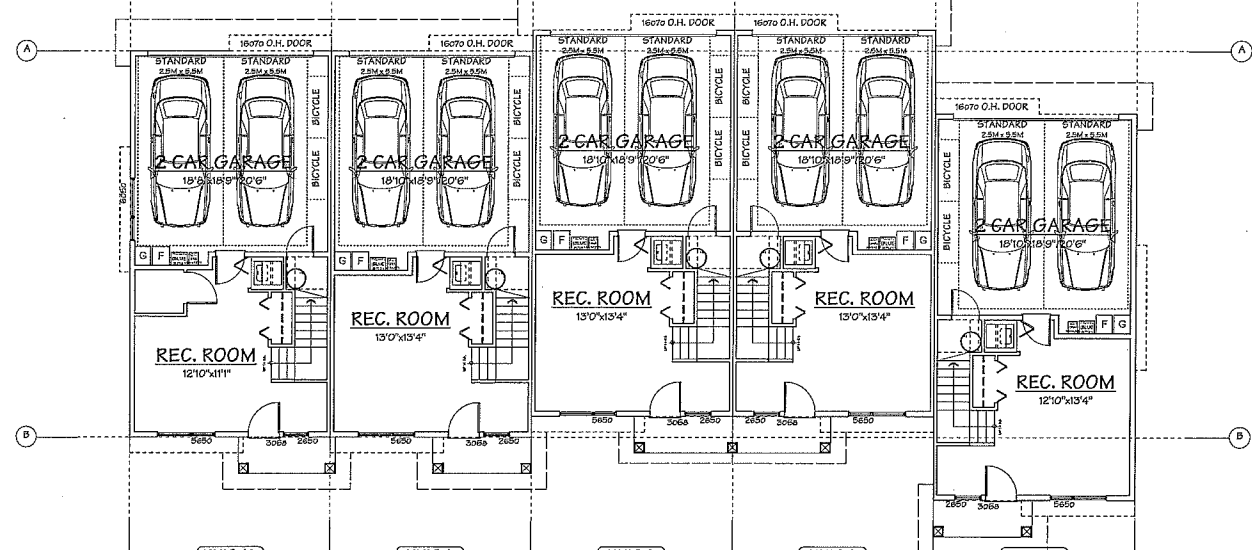 16070 O.H. DOOR
16070 O.H. DOOR
A
A
16070 O.H. DOOR
16070 O.H. DOOR
STANDARD
2.5M x 5.5M
STANDARD
2.5M x 5.5M
STANDARD
2.5M x 5.5M
STANDARD
2.5M x 5.5M
STANDARD
2.5M x 5.5M
STANDARD
2.5M x 5.5M
STANDARD
2.5M x 5.5M
STANDARD
2.5M x 5.5M
BICYCLE
BICYCLE
BICYCLE
BICYCLE
16070 O.H. DOOR
STANDARD
2.5M x 5.5M
STANDARD
2.5M x 5.5M
2 CAR GARAGE
18'10"x18'9"/20'6"
2 CAR GARAGE
18'10"x18'9"/20'6"
BICYCLE
BICYCLE
2 CAR GARAGE
18'8"x18'9"/20'6"
2 CAR GARAGE
18'10"x18'9"/20'6"
BICYCLE
BICYCLE
BICYCLE
BICYCLE
2 CAR GARAGE
18'10"x18'9"/20'6"
G F
G F
G F
F G
F G
REC. ROOM
13'0"x13'4"
REC. ROOM
13'0"x13'4"
REC. ROOM
13'0"x13'4"
REC. ROOM
12'10"x11'1"
REC. ROOM
12'10"x13'4"
3068 2650
2650 3068
5650
B
5650 3068 2650
5650 3068 2650
5650
B
2650 3068 5650